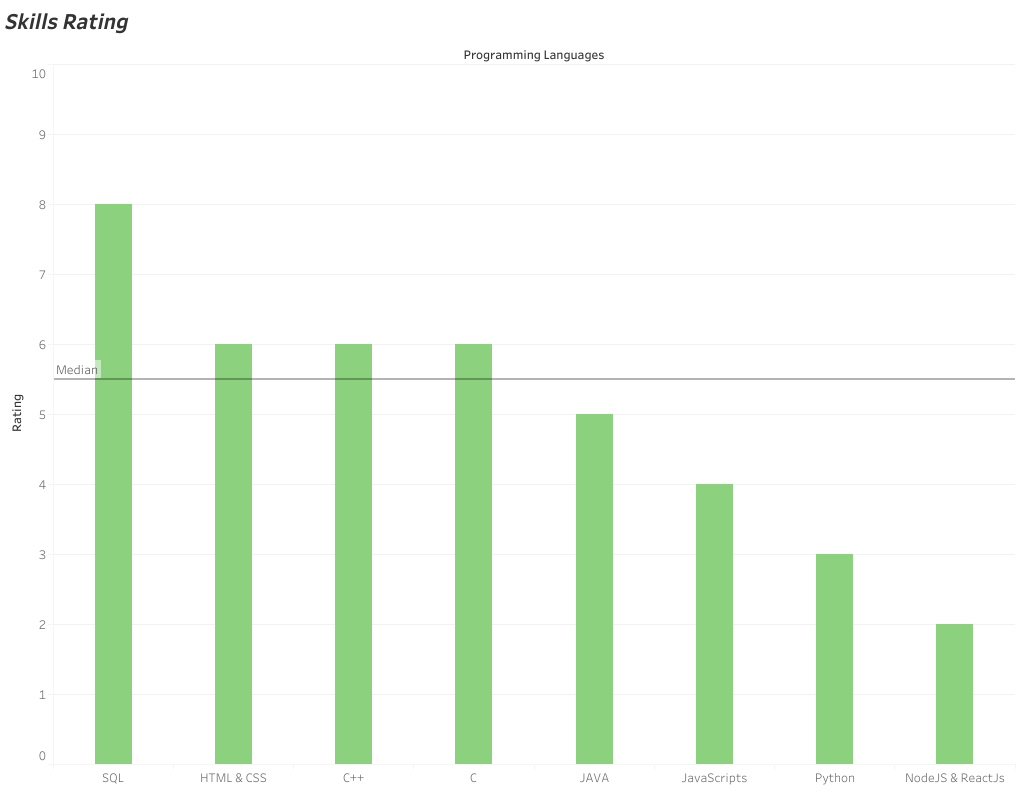 Skills Rating
Programming Languages
10
9
8
7
6
Median
5
4
3
2
1
0
Rating
SQL HTML & CSS C++ C JAVA JavaScripts Python NodeJS & ReactJs